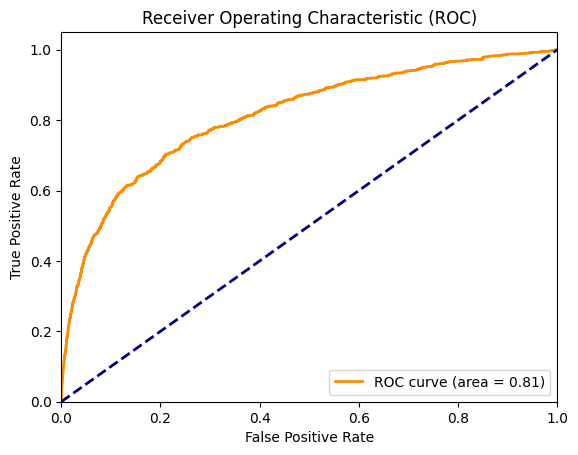 Receiver Operating Characteristic (ROC)
True Positive Rate
1.0
0.8
0.6
0.4
0.2
0.0
0.0 0.2 0.4 0.6 0.8 1.0
False Positive Rate
ROC curve (area = 0.81)